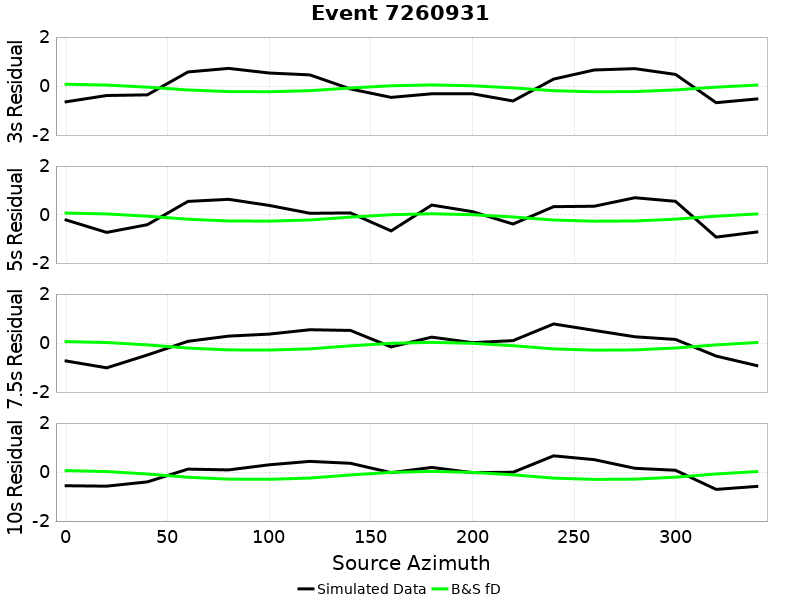 Event 7260931
3s Residual
2
0
-2
5s Residual
2
0
-2
7.5s Residual
2
0
-2
10s Residual
2
0
-2
0 50 100 150 200 250 300
Source Azimuth
Simulated Data B&S fD